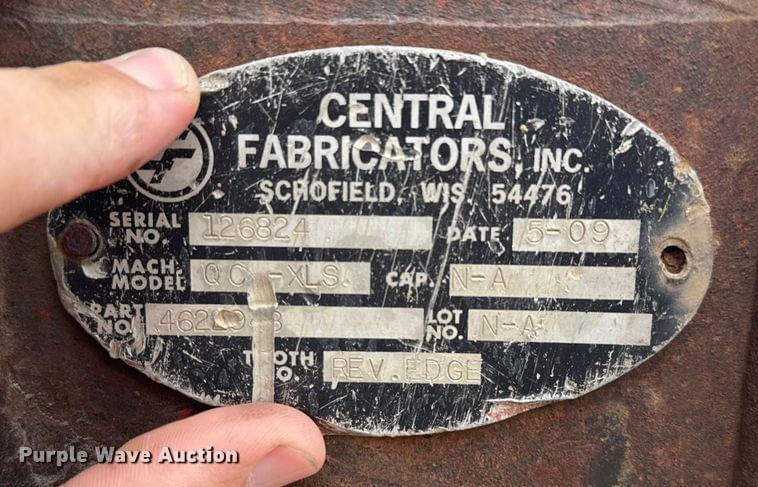 CENTRAL
FABRICATORS, INC.
SCHOFIELD, WIS. 54476
SERIAL NO. 126824 DATE 5-09
MACH. MODEL QC -XLS CAP. N-A
PART NO. LOT NO. N-A
TOOTH NO. REV.EDGE
Purple Wave Auction